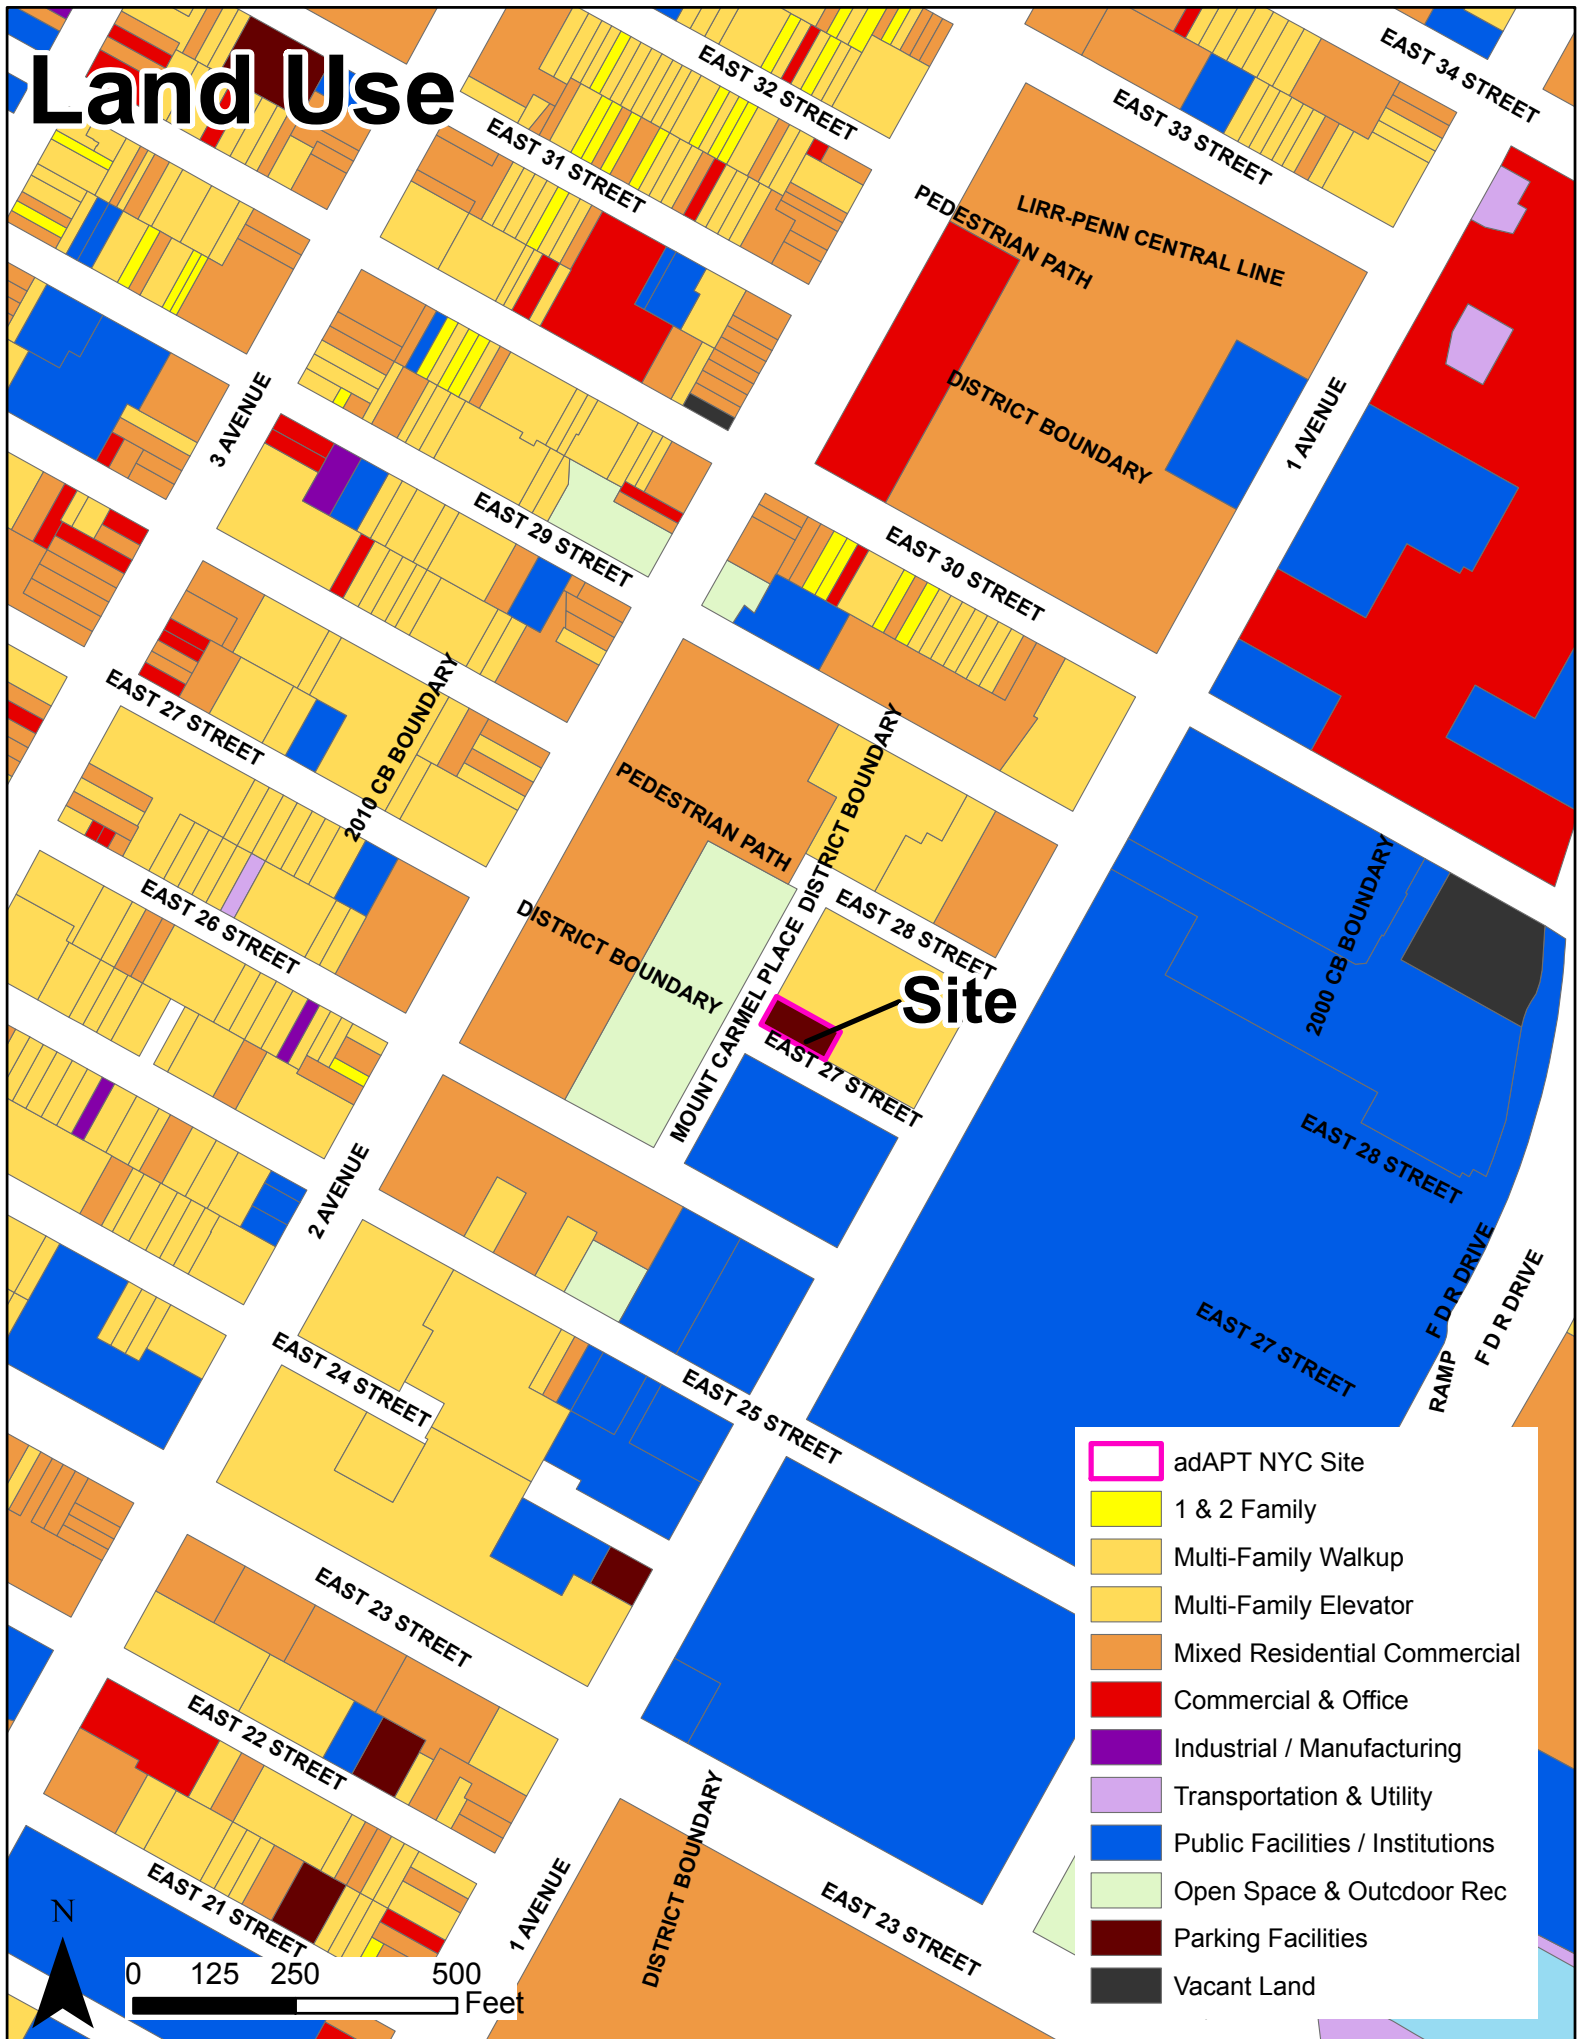 Land Use
EAST 34 STREET
EAST 32 STREET
EAST 33 STREET
EAST 31 STREET
PEDESTRIAN PATH
LIRR-PENN CENTRAL LINE
3 AVENUE
DISTRICT BOUNDARY
1 AVENUE
EAST 29 STREET
EAST 30 STREET
EAST 27 STREET
2010 CB BOUNDARY
PEDESTRIAN PATH
DISTRICT BOUNDARY
2000 CB BOUNDARY
EAST 26 STREET
DISTRICT BOUNDARY
MOUNT CARMEL PLACE
EAST 28 STREET
Site
EAST 27 STREET
EAST 28 STREET
2 AVENUE
F D R DRIVE
F D R DRIVE
EAST 27 STREET
RAMP
EAST 24 STREET
EAST 25 STREET
EAST 23 STREET
EAST 22 STREET
DISTRICT BOUNDARY
EAST 21 STREET
1 AVENUE
EAST 23 STREET
adAPT NYC Site
1 & 2 Family
Multi-Family Walkup
Multi-Family Elevator
Mixed Residential Commercial
Commercial & Office
Industrial / Manufacturing
Transportation & Utility
Public Facilities / Institutions
Open Space & Outcdoor Rec
Parking Facilities
Vacant Land
N
0 125 250 500
Feet